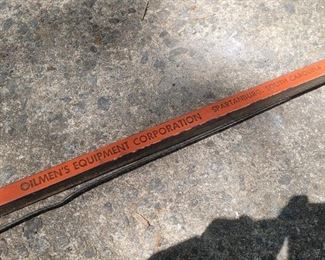 OILMEN'S EQUIPMENT CORPORATION SPARTANBURG, SOUTH CAROLINA